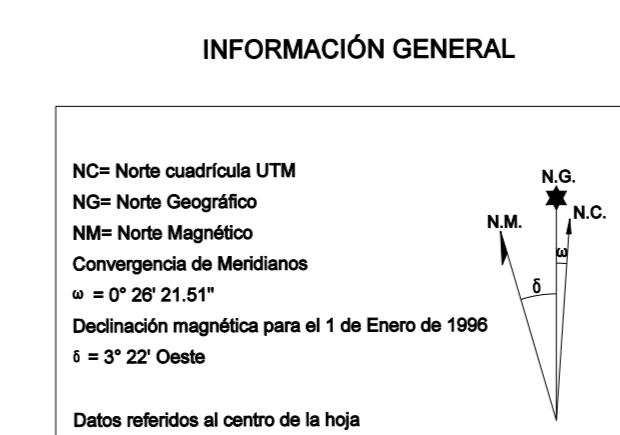 INFORMACIÓN GENERAL
NC= Norte cuadrícula UTM
NG= Norte Geográfico
NM= Norte Magnético
Convergencia de Meridianos
ω = 0° 26' 21.51"
Declinación magnética para el 1 de Enero de 1996
δ = 3° 22' Oeste
Datos referidos al centro de la hoja
N.G.
N.M.
N.C.
ω
δ